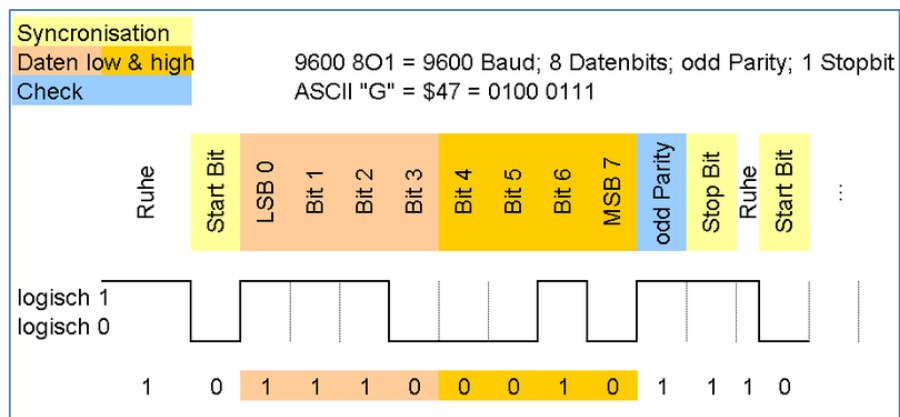 Syncronisation
Daten low & high
9600 8O1 = 9600 Baud; 8 Datenbits; odd Parity; 1 Stopbit
Check
ASCII "G" = $47 = 0100 0111
Ruhe
Start Bit
LSB 0
Bit 1
Bit 2
Bit 3
Bit 4
Bit 5
Bit 6
MSB 7
odd Parity
Stop Bit
Ruhe
Start Bit
...
logisch 1
logisch 0
1 0 1 1 1 0 0 0 1 0 1 1 1 0